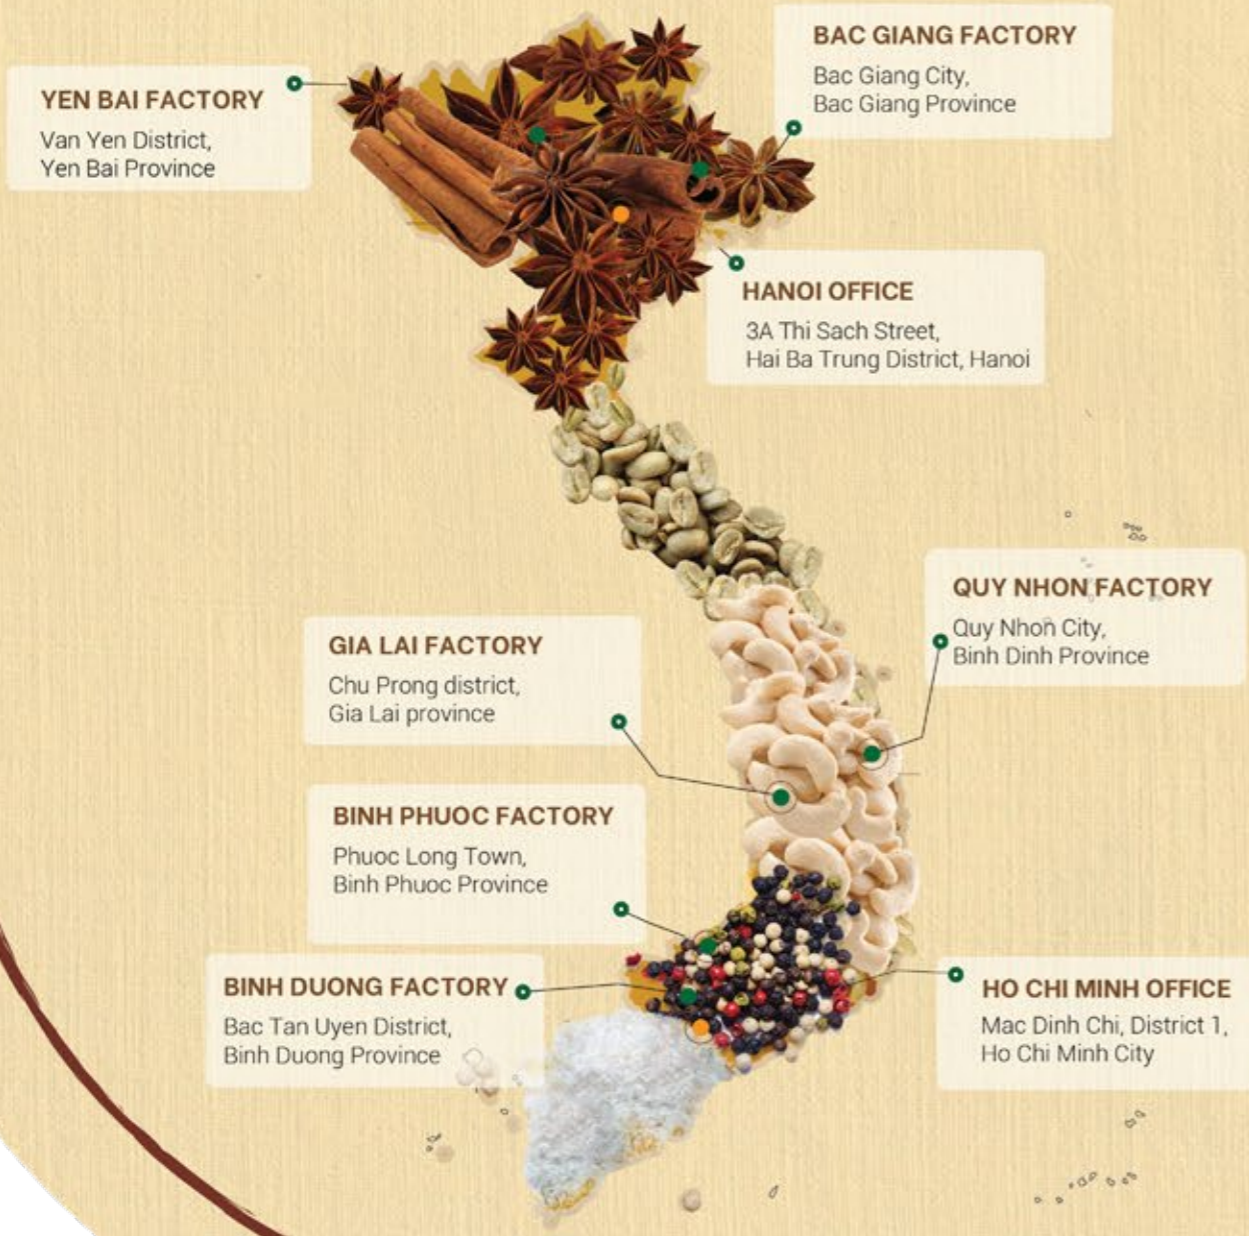 BAC GIANG FACTORY
Bac Giang City,
Bac Giang Province
YEN BAI FACTORY
Van Yen District,
Yen Bai Province
HANOI OFFICE
3A Thi Sach Street,
Hai Ba Trung District, Hanoi
QUY NHON FACTORY
Quy Nhon City,
Binh Dinh Province
GIA LAI FACTORY
Chu Prong district,
Gia Lai province
BINH PHUOC FACTORY
Phuoc Long Town,
Binh Phuoc Province
BINH DUONG FACTORY
Bac Tan Uyen District,
Binh Duong Province
HO CHI MINH OFFICE
Mac Dinh Chi, District 1,
Ho Chi Minh City